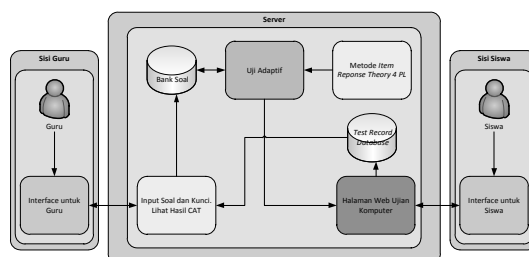 Server
Sisi Guru
Sisi Siswa
Bank Soal
Uji Adaptif
Metode Item
Reponse Theory 4 PL
Guru
Siswa
Test Record
Database
Interface untuk
Guru
Input Soal dan Kunci.
Lihat Hasil CAT
Halaman Web Ujian
Komputer
Interface untuk
Siswa